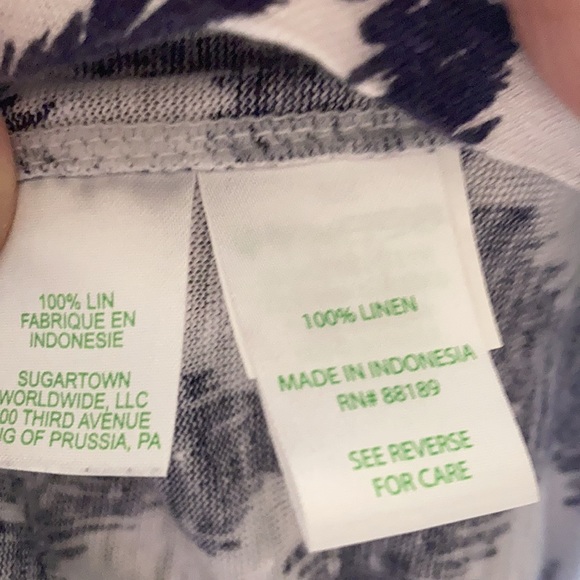 100% LIN
FABRIQUE EN
INDONESIE
SUGARTOWN
WORLDWIDE, LLC
00 THIRD AVENUE
G OF PRUSSIA, PA
100% LINEN
MADE IN INDONESIA
RN# 88189
SEE REVERSE
FOR CARE